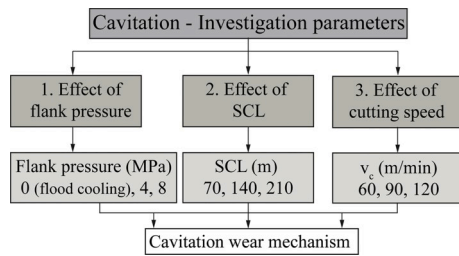 Cavitation - Investigation parameters
1. Effect of
flank pressure
2. Effect of
SCL
3. Effect of
cutting speed
Flank pressure (MPa)
0 (flood cooling), 4, 8
SCL (m)
70, 140, 210
vc (m/min)
60, 90, 120
Cavitation wear mechanism